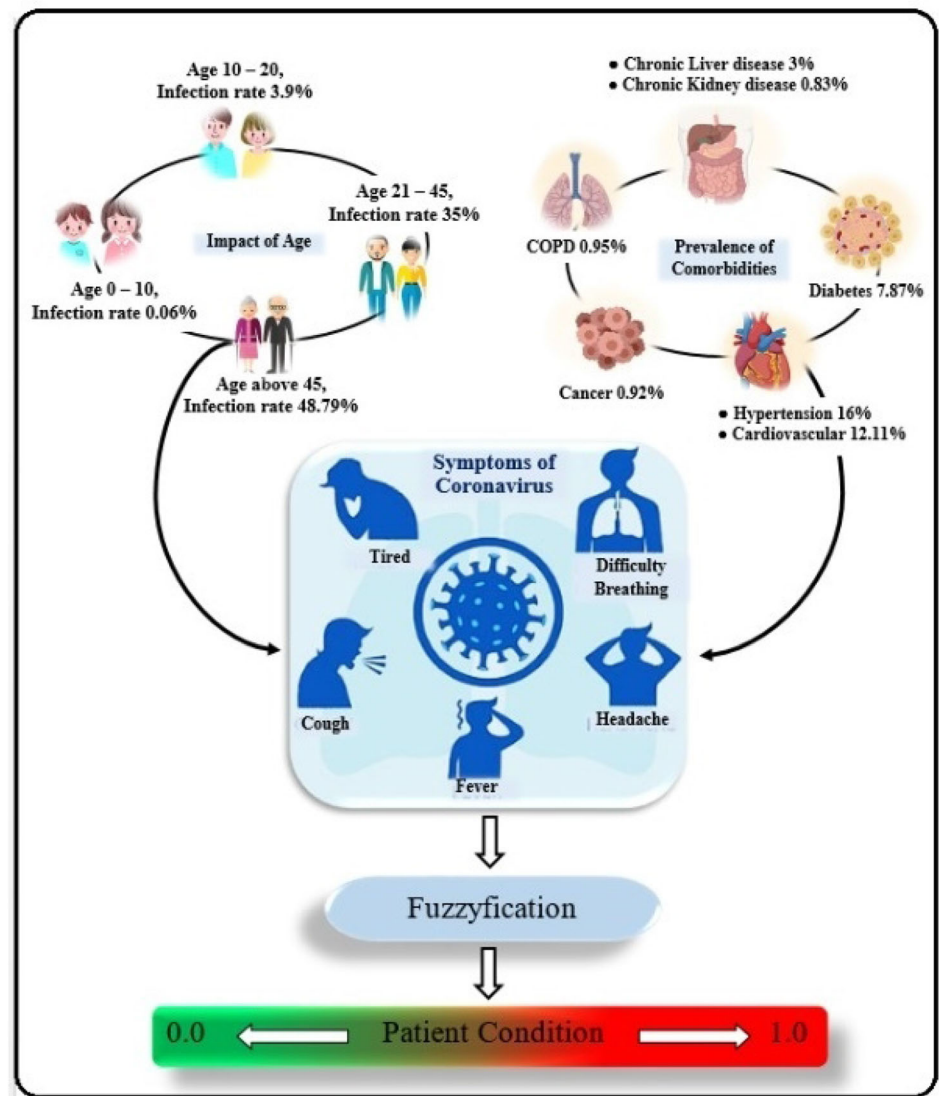 Age 10 – 20,
Infection rate 3.9%
Age 21 – 45,
Infection rate 35%
Impact of Age
Age 0 – 10,
Infection rate 0.06%
Age above 45,
Infection rate 48.79%
● Chronic Liver disease 3%
● Chronic Kidney disease 0.83%
COPD 0.95%
Prevalence of
Comorbidities
Diabetes 7.87%
Cancer 0.92%
● Hypertension 16%
● Cardiovascular 12.11%
Symptoms of
Coronavirus
Tired
Difficulty
Breathing
Cough
Headache
Fever
Fuzzyfication
0.0 Patient Condition 1.0